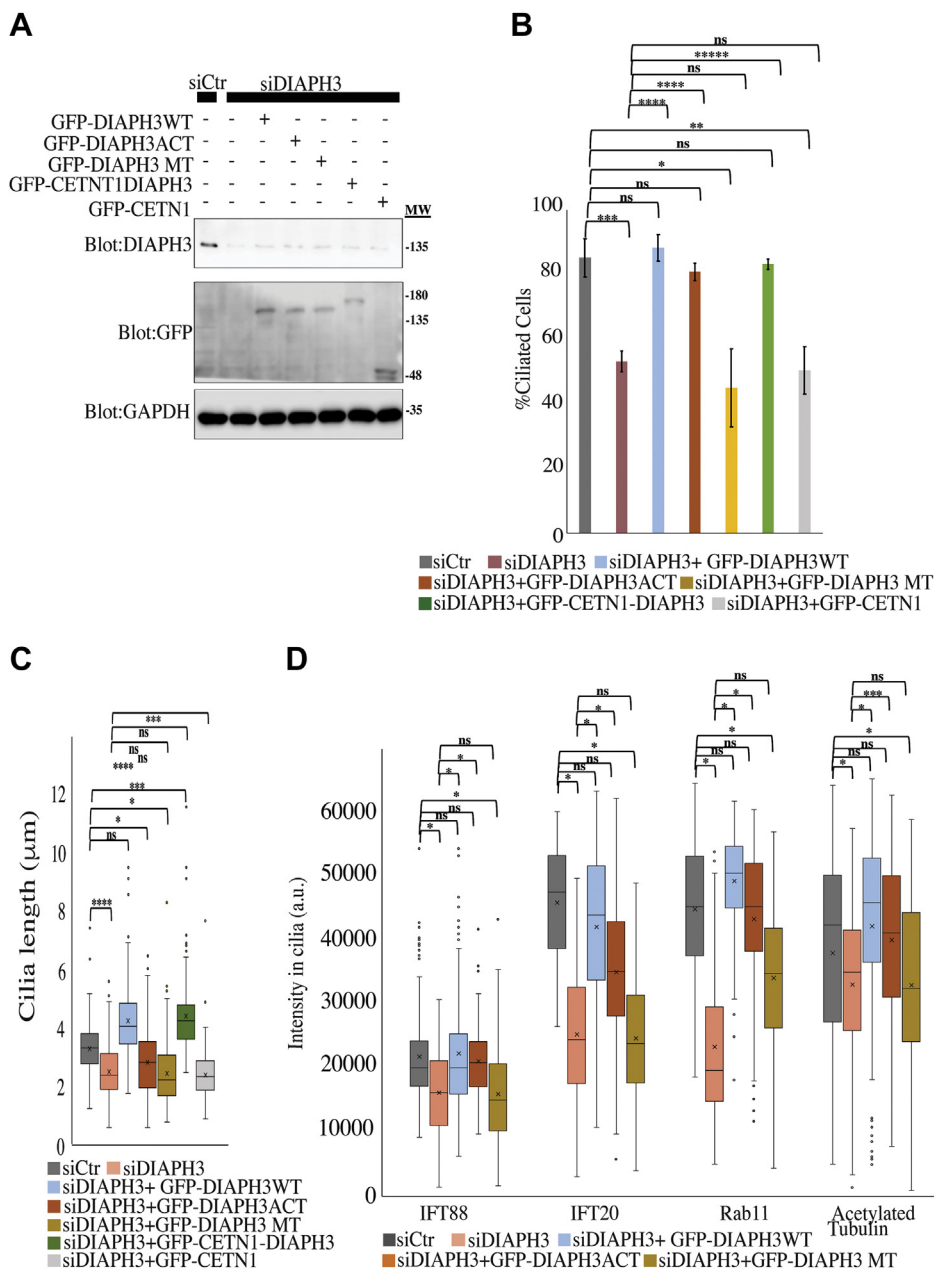 A
siCtr siDIAPH3
GFP-DIAPH3WT - - + - - - -
GFP-DIAPH3ACT - - - + - - -
GFP-DIAPH3 MT - - - - + - -
GFP-CETNT1DIAPH3 - - - - - + -
GFP-CETN1 - - - - - - +
MW
Blot:DIAPH3 -135
Blot:GFP -180
-135
-48
Blot:GAPDH -35
B
ns
*****
ns
****
****
**
ns
*
ns
ns
***
%Ciliated Cells
100
80
60
40
20
0
siCtr siDIAPH3 siDIAPH3+ GFP-DIAPH3WT
siDIAPH3+GFP-DIAPH3ACT siDIAPH3+GFP-DIAPH3 MT
siDIAPH3+GFP-CETN1-DIAPH3 siDIAPH3+GFP-CETN1
C
***
ns
ns
ns
****
***
*
*
ns
****
Cilia length (μm)
12
10
8
6
4
2
0
siCtr siDIAPH3
siDIAPH3+ GFP-DIAPH3WT
siDIAPH3+GFP-DIAPH3ACT
siDIAPH3+GFP-DIAPH3 MT
siDIAPH3+GFP-CETN1-DIAPH3
siDIAPH3+GFP-CETN1
D
ns
*
*
*
ns
ns
*
ns
*
*
*
ns
ns
*
ns
*
*
*
ns
ns
*
ns
***
*
*
ns
ns
*
Intensity in cilia (a.u.)
60000
50000
40000
30000
20000
10000
0
IFT88 IFT20 Rab11 Acetylated
Tubulin
siCtr siDIAPH3 siDIAPH3+ GFP-DIAPH3WT
siDIAPH3+GFP-DIAPH3ACT siDIAPH3+GFP-DIAPH3 MT